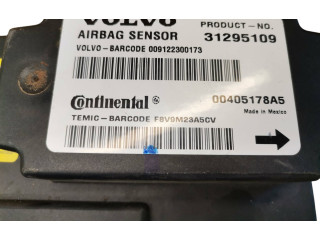 VOLVO PRODUCT-NO.
AIRBAG SENSOR 31295109
VOLVO-BARCODE 009122300173
Continental 00405178A5
Made in Mexico
TEMIC-BARCODE F8V9M23A5CV